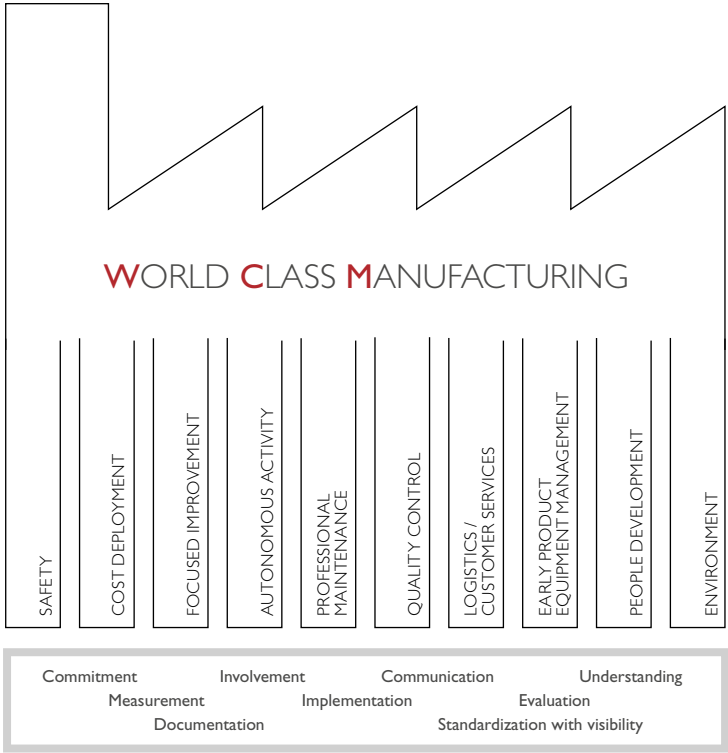 WORLD CLASS MANUFACTURING
SAFETY
COST DEPLOYMENT
FOCUSED IMPROVEMENT
AUTONOMOUS ACTIVITY
PROFESSIONAL
MAINTENANCE
QUALITY CONTROL
LOGISTICS /
CUSTOMER SERVICES
EARLY PRODUCT
EQUIPMENT MANAGEMENT
PEOPLE DEVELOPMENT
ENVIRONMENT
Commitment Involvement Communication Understanding
Measurement Implementation Evaluation
Documentation Standardization with visibility